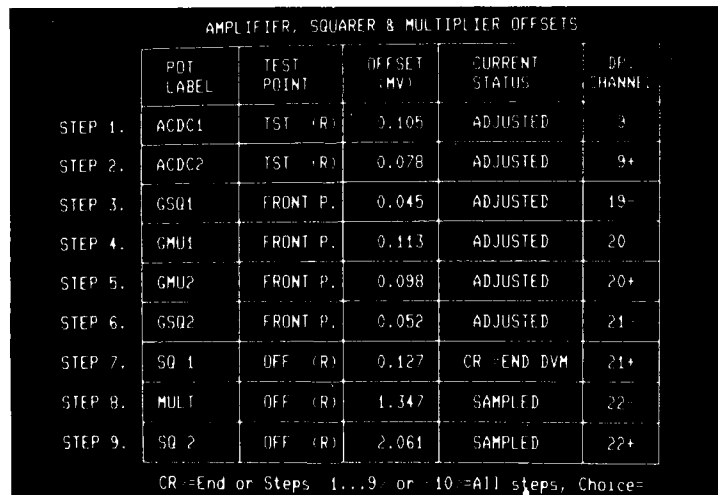 AMPLIFIER, SQUARER & MULTIPLIER OFFSETS
POT LABEL TEST POINT OFFSET (MV) CURRENT STATUS
STEP 1. ACDC1 TST (R) 0.105 ADJUSTED 9
STEP 2. ACDC2 TST (R) 0.078 ADJUSTED 9+
STEP 3. GSQ1 FRONT P. 0.045 ADJUSTED 19-
STEP 4. GMU1 FRONT P. 0.113 ADJUSTED 20
STEP 5. GMU2 FRONT P. 0.098 ADJUSTED 20+
STEP 6. GSQ2 FRONT P. 0.052 ADJUSTED 21-
STEP 7. SQ 1 OFF (R) 0.127 CR =END DVM 21+
STEP 8. MULT OFF (R) 1.347 SAMPLED 22-
STEP 9. SQ 2 OFF (R) 2.061 SAMPLED 22+
CR =End or Steps 1...9 or 10 =All steps, Choice=